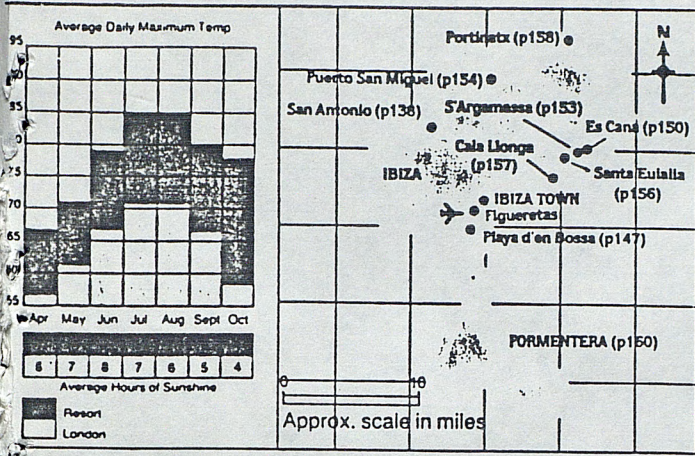 Average Daily Maximum Temp
95
85
75
70
65
55
Apr May Jun Jul Aug Sept Oct
6 7 8 7 6 5 4
Average Hours of Sunshine
Resort
London
N
Portinatx (p158)
Puerto San Miguel (p154)
San Antonio (p138)
S'Argamassa (p153)
Es Cana (p150)
Cala Llonga
(p157)
Santa Eulalia
(p156)
IBIZA
IBIZA TOWN
Figueretas
Playa d'en Bossa (p147)
FORMENTERA (p160)
0 10
Approx. scale in miles